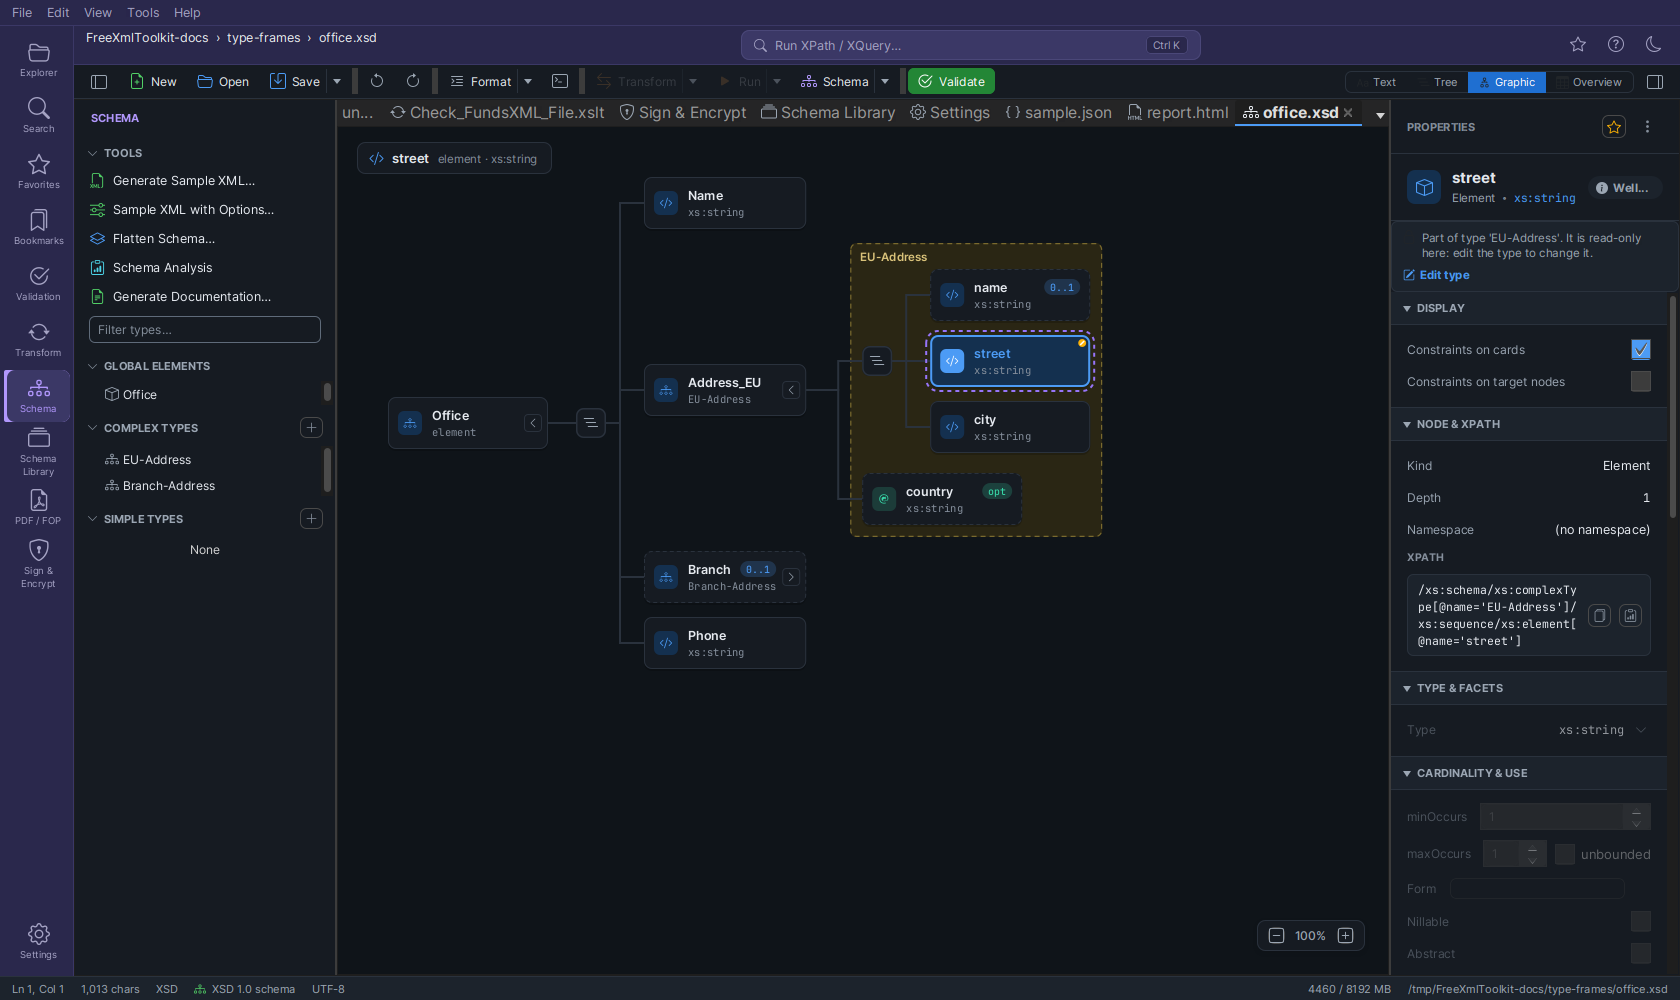 File Edit View Tools Help
FreeXmlToolkit-docs › type-frames › office.xsd
Run XPath / XQuery... Ctrl K
New Open Save Format Transform Run Schema Validate
Text Tree Graphic Overview
Explorer
Search
Favorites
Bookmarks
Validation
Transform
Schema
Schema
Library
PDF / FOP
Sign &
Encrypt
Settings
SCHEMA
TOOLS
Generate Sample XML...
Sample XML with Options...
Flatten Schema...
Schema Analysis
Generate Documentation...
Filter types...
GLOBAL ELEMENTS
Office
COMPLEX TYPES
EU-Address
Branch-Address
SIMPLE TYPES
None
un... Check_FundsXML_File.xslt Sign & Encrypt Schema Library Settings sample.json report.html office.xsd
street element · xs:string
Office
element
Name
xs:string
Address_EU
EU-Address
Branch 0..1
Branch-Address
Phone
xs:string
EU-Address
name 0..1
xs:string
street
xs:string
city
xs:string
country opt
xs:string
100%
PROPERTIES
street Well...
Element • xs:string
Part of type 'EU-Address'. It is read-only
here: edit the type to change it.
Edit type
DISPLAY
Constraints on cards
Constraints on target nodes
NODE & XPATH
Kind Element
Depth 1
Namespace (no namespace)
XPATH
/xs:schema/xs:complexTy
pe[@name='EU-Address']/
xs:sequence/xs:element[
@name='street']
TYPE & FACETS
Type xs:string
CARDINALITY & USE
minOccurs 1
maxOccurs 1 unbounded
Form
Nillable
Abstract
Ln 1, Col 1 1,013 chars XSD XSD 1.0 schema UTF-8 4460 / 8192 MB /tmp/FreeXmlToolkit-docs/type-frames/office.xsd